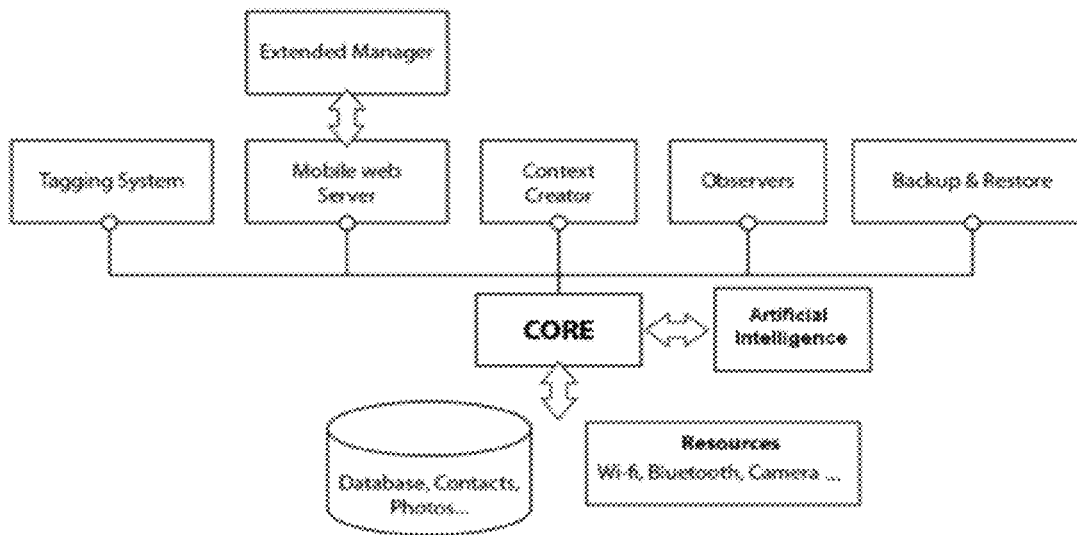 Extended Manager
Tagging System
Mobile web
Server
Context
Creator
Observers
Backup & Restore
CORE
Artificial
Intelligence
Database, Contacts,
Photos...
Resources
Wi-fi, Bluetooth, Camera ...